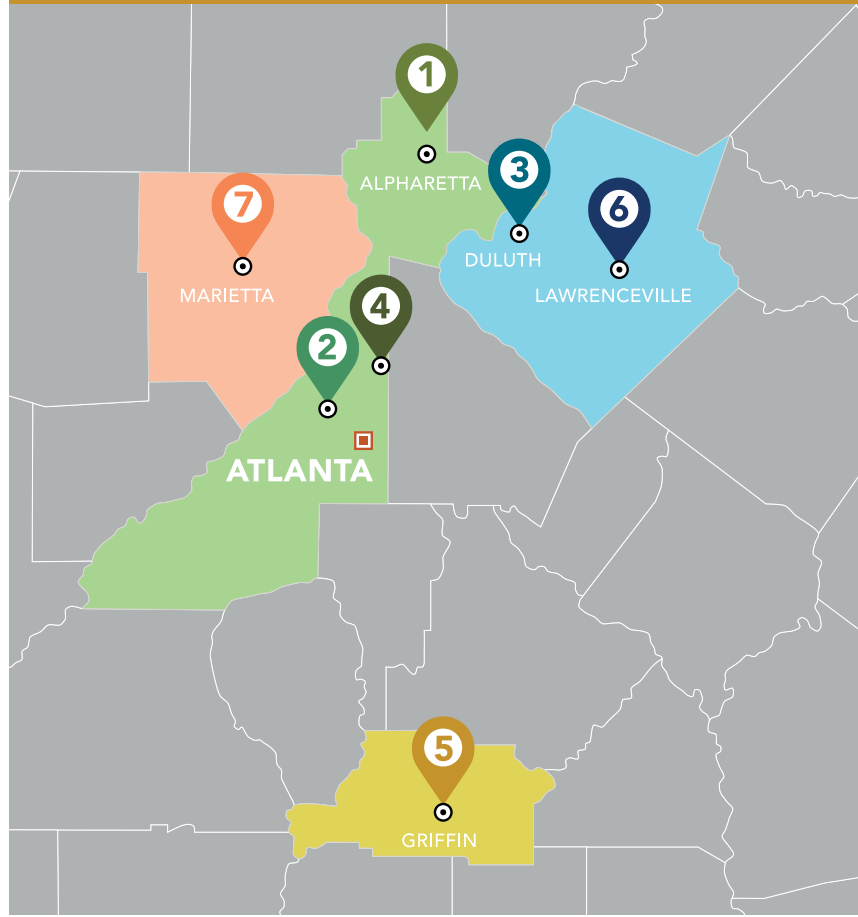 1
ALPHARETTA
3
DULUTH
6
LAWRENCEVILLE
7
MARIETTA
4
2
ATLANTA
5
GRIFFIN